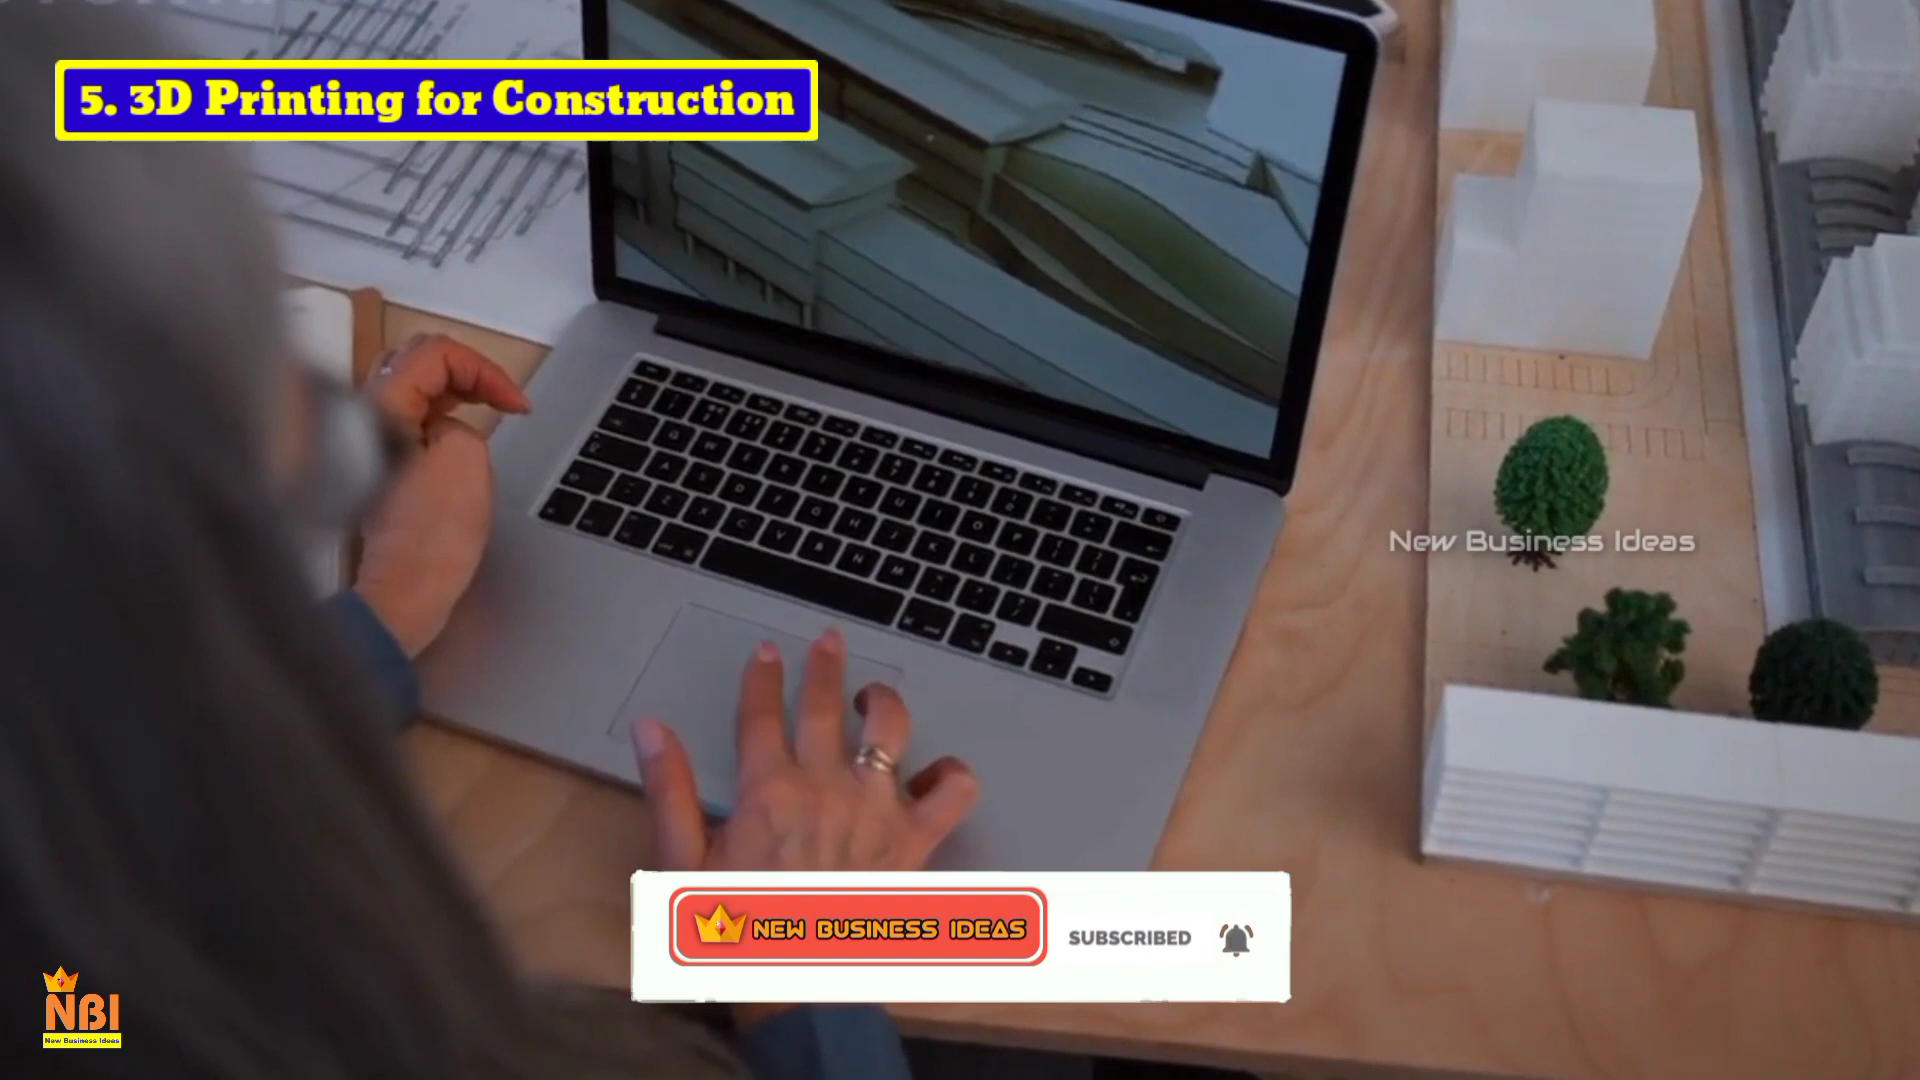 5. 3D Printing for Construction
New Business Ideas
NEW BUSINESS IDEAS
SUBSCRIBED
NBI
New Business Ideas